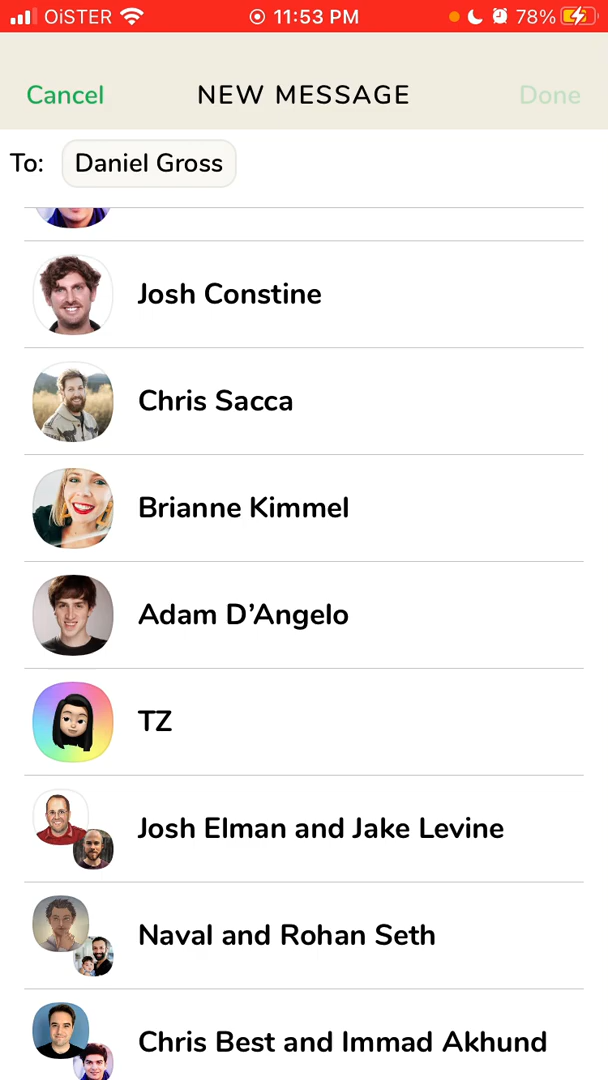 OiSTER 11:53 PM 78%
Cancel NEW MESSAGE Done
To: Daniel Gross
Josh Constine
Chris Sacca
Brianne Kimmel
Adam D’Angelo
TZ
Josh Elman and Jake Levine
Naval and Rohan Seth
Chris Best and Immad Akhund